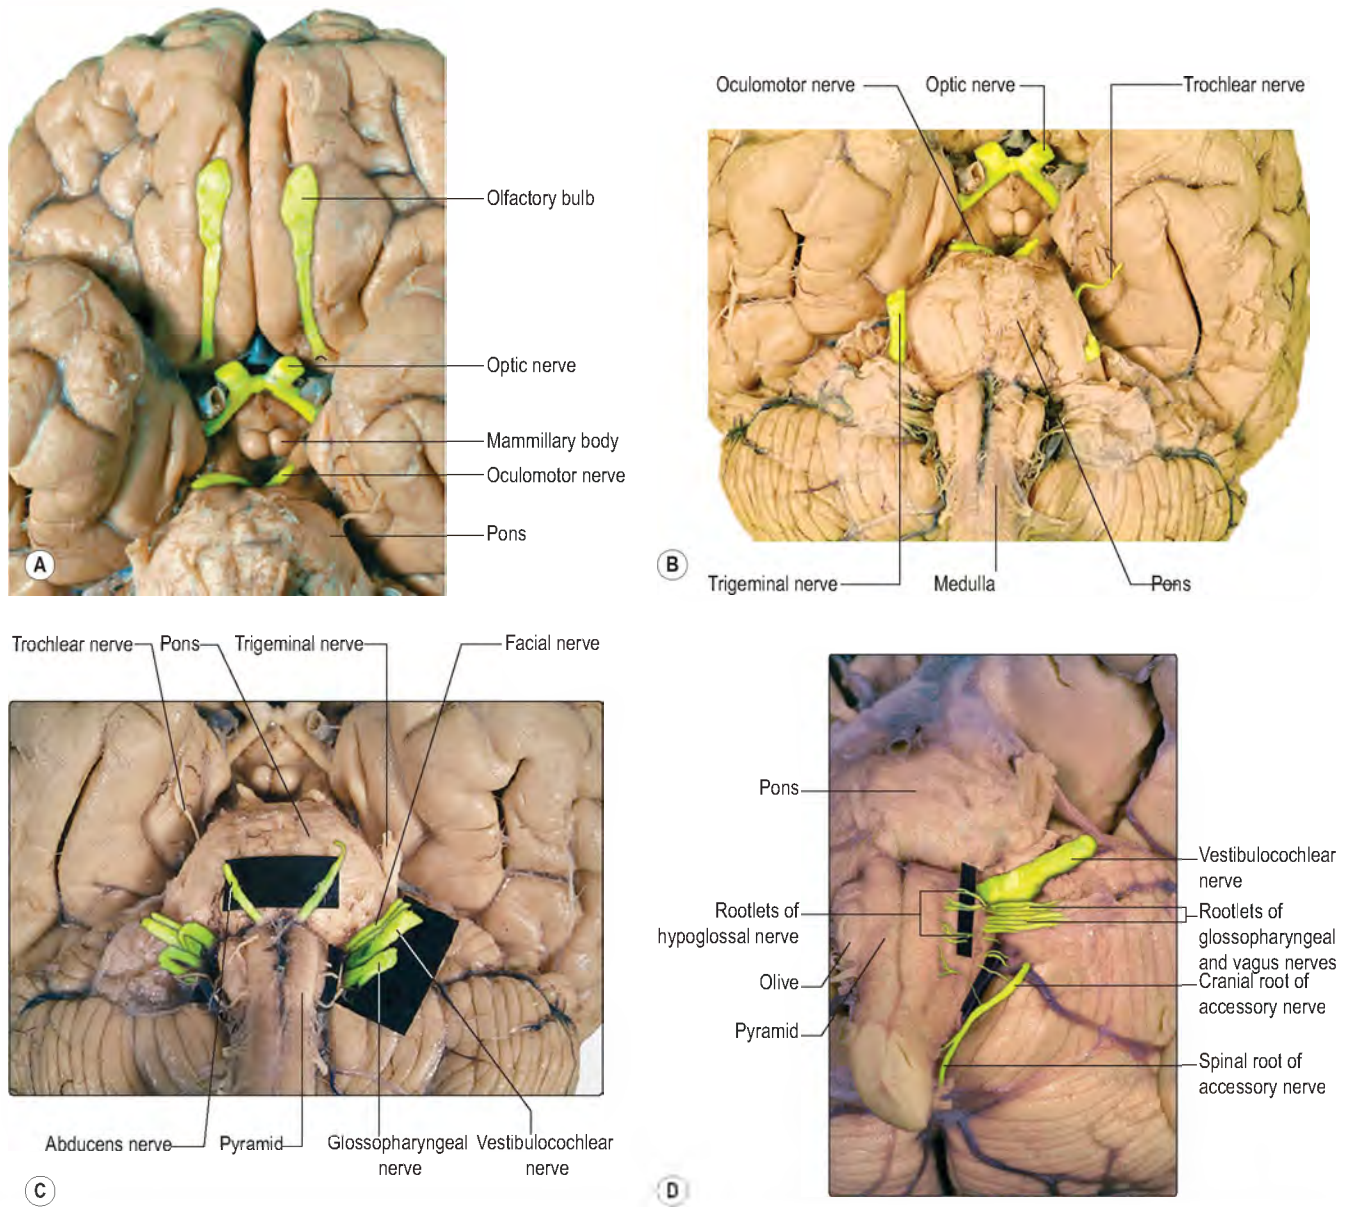 Olfactory bulb
Optic nerve
Mammillary body
Oculomotor nerve
Pons
A
Oculomotor nerve
Optic nerve
Trochlear nerve
Trigeminal nerve
Medulla
Pons
B
Trochlear nerve
Pons
Trigeminal nerve
Facial nerve
Abducens nerve
Pyramid
Glossopharyngeal
nerve
Vestibulocochlear
nerve
C
Pons
Rootlets of
hypoglossal nerve
Olive
Pyramid
Vestibulocochlear
nerve
Rootlets of
glossopharyngeal
and vagus nerves
Cranial root of
accessory nerve
Spinal root of
accessory nerve
D